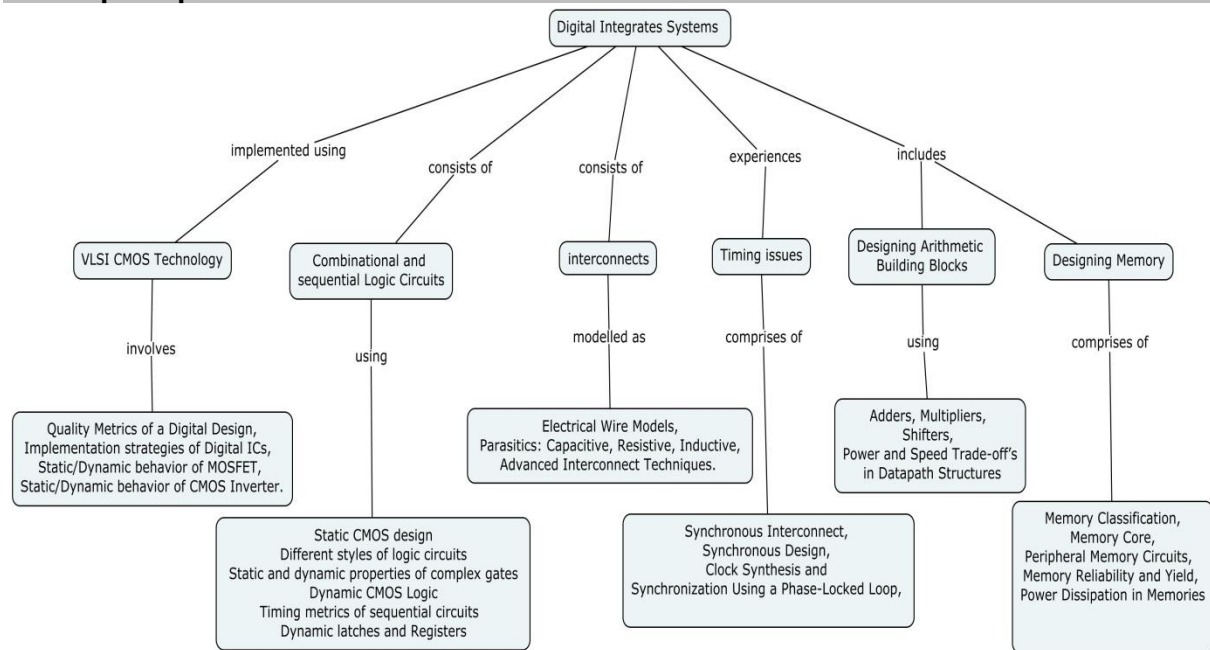 Digital Integrates Systems
implemented using
consists of
consists of
experiences
includes
VLSI CMOS Technology
Combinational and
sequential Logic Circuits
interconnects
Timing issues
Designing Arithmetic
Building Blocks
Designing Memory
involves
using
modelled as
comprises of
using
comprises of
Quality Metrics of a Digital Design,
Implementation strategies of Digital ICs,
Static/Dynamic behavior of MOSFET,
Static/Dynamic behavior of CMOS Inverter.
Static CMOS design
Different styles of logic circuits
Static and dynamic properties of complex gates
Dynamic CMOS Logic
Timing metrics of sequential circuits
Dynamic latches and Registers
Electrical Wire Models,
Parasitics: Capacitive, Resistive, Inductive,
Advanced Interconnect Techniques.
Synchronous Interconnect,
Synchronous Design,
Clock Synthesis and
Synchronization Using a Phase-Locked Loop,
Adders, Multipliers,
Shifters,
Power and Speed Trade-off's
in Datapath Structures
Memory Classification,
Memory Core,
Peripheral Memory Circuits,
Memory Reliability and Yield,
Power Dissipation in Memories